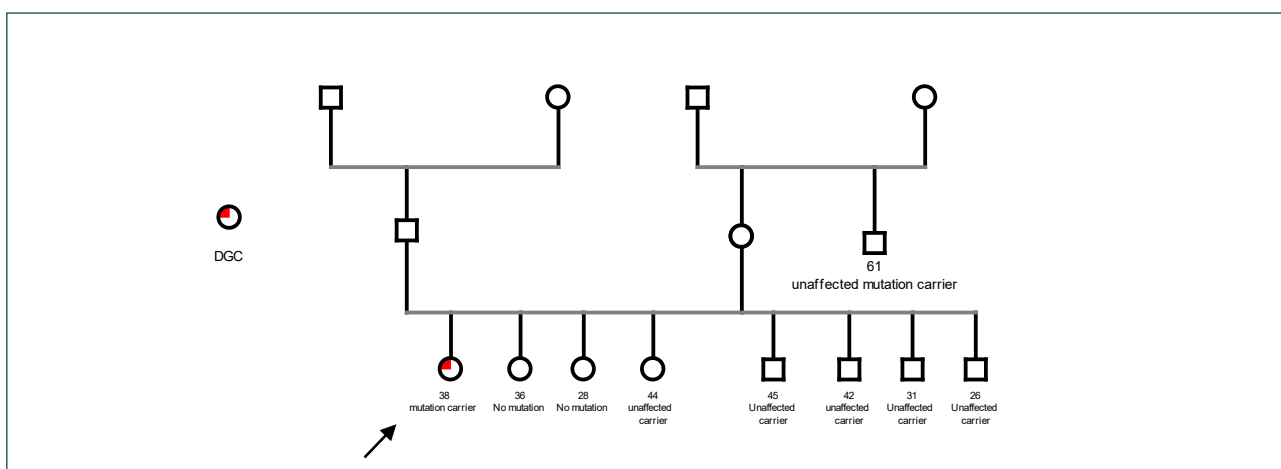 DGC
61
unaffected mutation carrier
38
mutation carrier
36
No mutation
28
No mutation
44
unaffected
carrier
45
Unaffected
carrier
42
unaffected
carrier
31
Unaffected
carrier
26
Unaffected
carrier